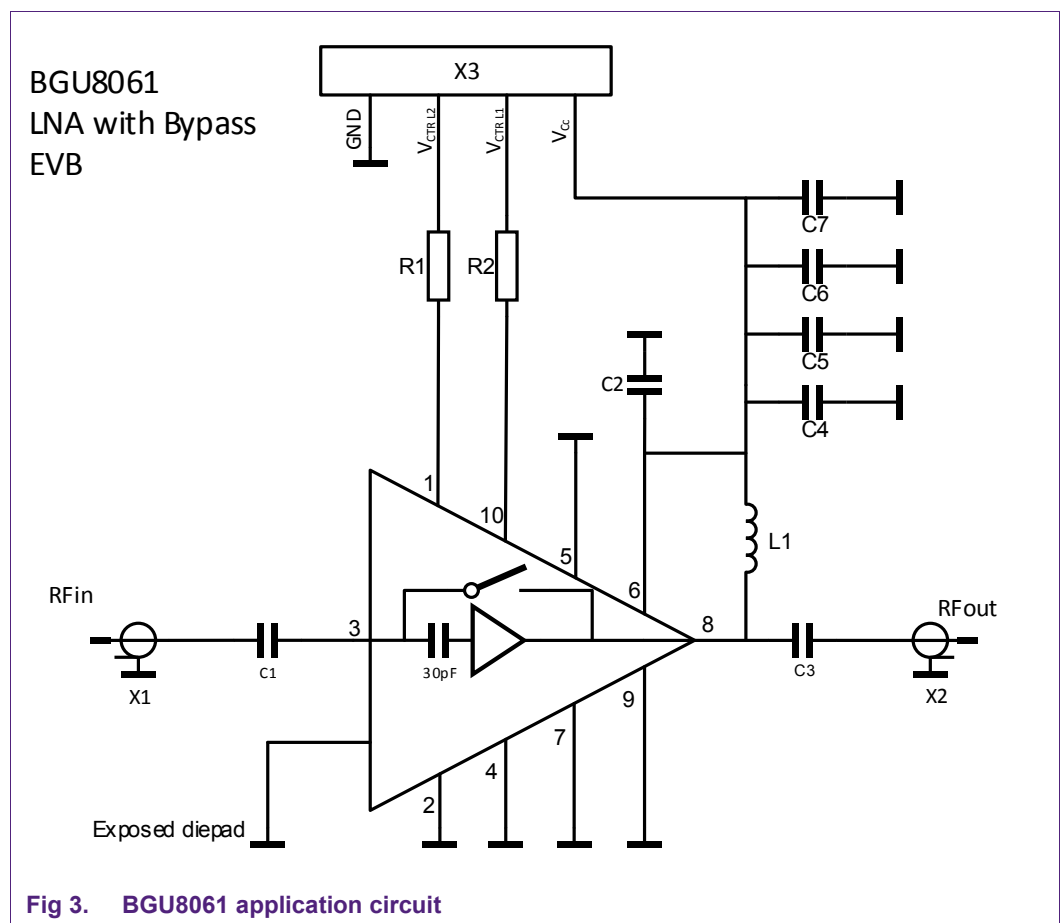 BGU8061
LNA with Bypass
EVB
X3
GND
VCTRL2
VCTRL1
VCc
C7
C6
C5
C4
R1
R2
C2
1
10
5
6
L1
RFin
X1
C1
3
30pF
8
C3
RFout
X2
9
7
4
2
Exposed diepad
Fig 3. BGU8061 application circuit